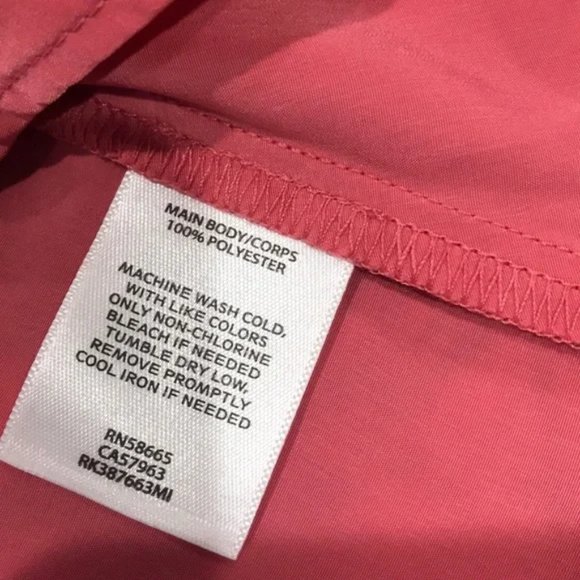 MAIN BODY/CORPS
100% POLYESTER
MACHINE WASH COLD,
WITH LIKE COLORS
ONLY NON-CHLORINE
BLEACH IF NEEDED
TUMBLE DRY LOW,
REMOVE PROMPTLY
COOL IRON IF NEEDED
RN58665
CA57963
RK387663MI